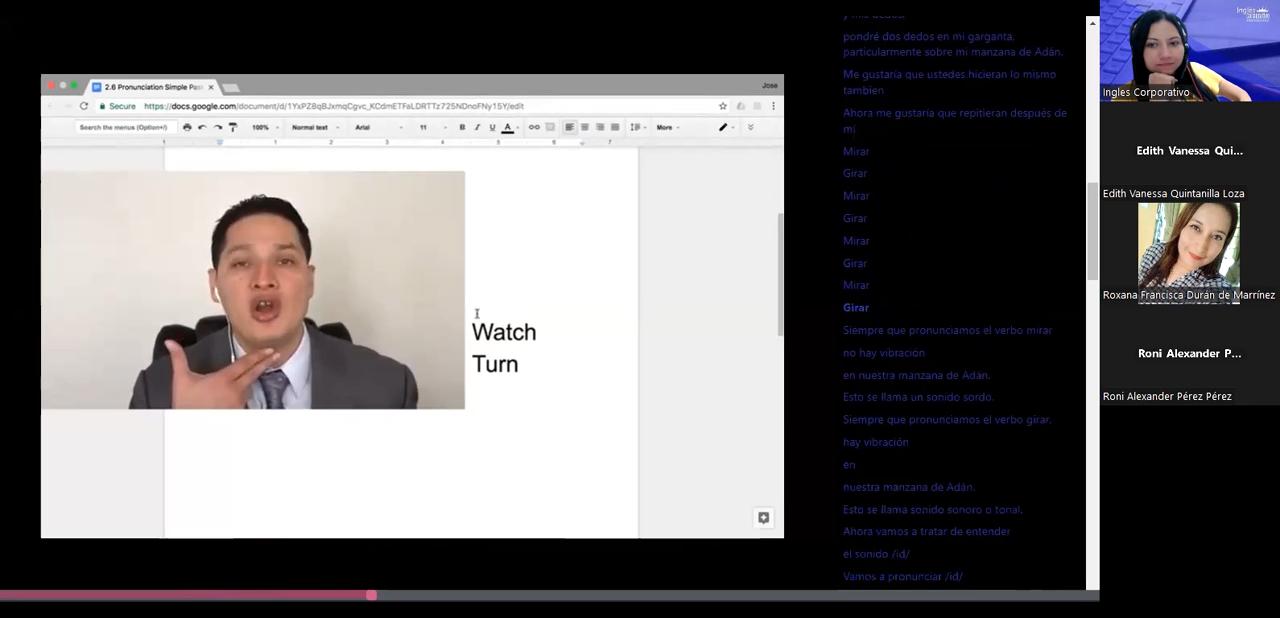 2.6 Pronunciation Simple Pas
Jose
Secure
https://docs.google.com/document/d/1YxPZ8qBJxmqCgvc_KCdmETFaLDRTTz725NDnoFNy15Y/edit
Search the menus (Option+/)
100%
Normal text
Arial
11
More
Watch
Turn
y mis dedos.
pondré dos dedos en mi garganta,
particularmente sobre mi manzana de Adán.
Me gustaría que ustedes hicieran lo mismo
tambien
Ahora me gustaría que repitieran después de
mí
Mirar
Girar
Mirar
Girar
Mirar
Girar
Mirar
Girar
Siempre que pronunciamos el verbo mirar
no hay vibración
en nuestra manzana de Adán.
Esto se llama un sonido sordo.
Siempre que pronunciamos el verbo girar,
hay vibración
en
nuestra manzana de Adán.
Esto se llama sonido sonoro o tonal.
Ahora vamos a tratar de entender
el sonido /id/
Vamos a pronunciar /id/
Ingles
Ingles Corporativo
Edith Vanessa Qui...
Edith Vanessa Quintanilla Loza
Roxana Francisca Durán de Marrínez
Roni Alexander P...
Roni Alexander Pérez Pérez